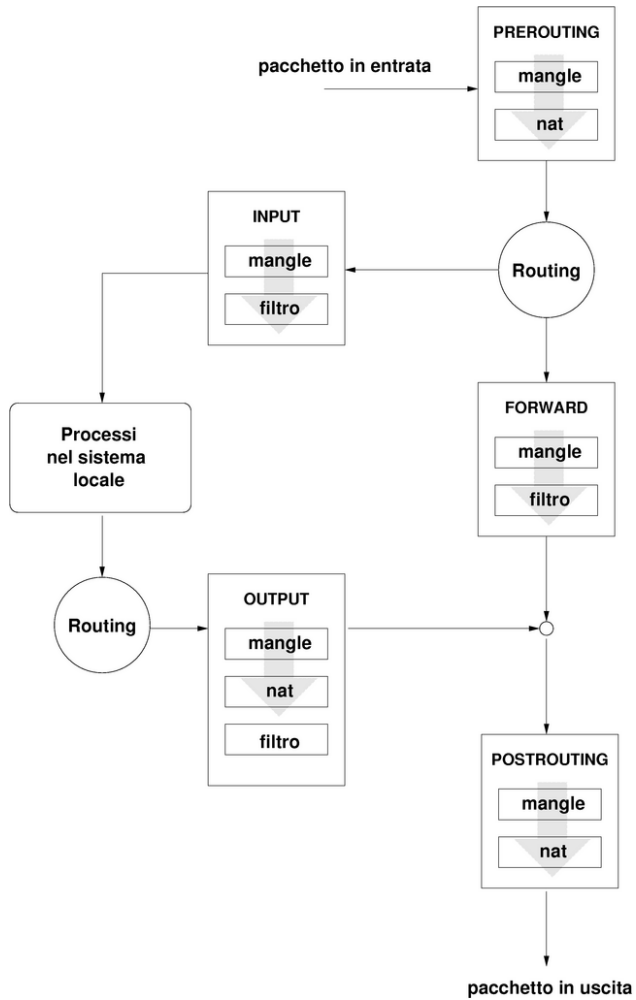 PREROUTING
pacchetto in entrata
mangle
nat
INPUT
mangle
filtro
Routing
FORWARD
mangle
filtro
Processi
nel sistema
locale
Routing
OUTPUT
mangle
nat
filtro
POSTROUTING
mangle
nat
pacchetto in uscita